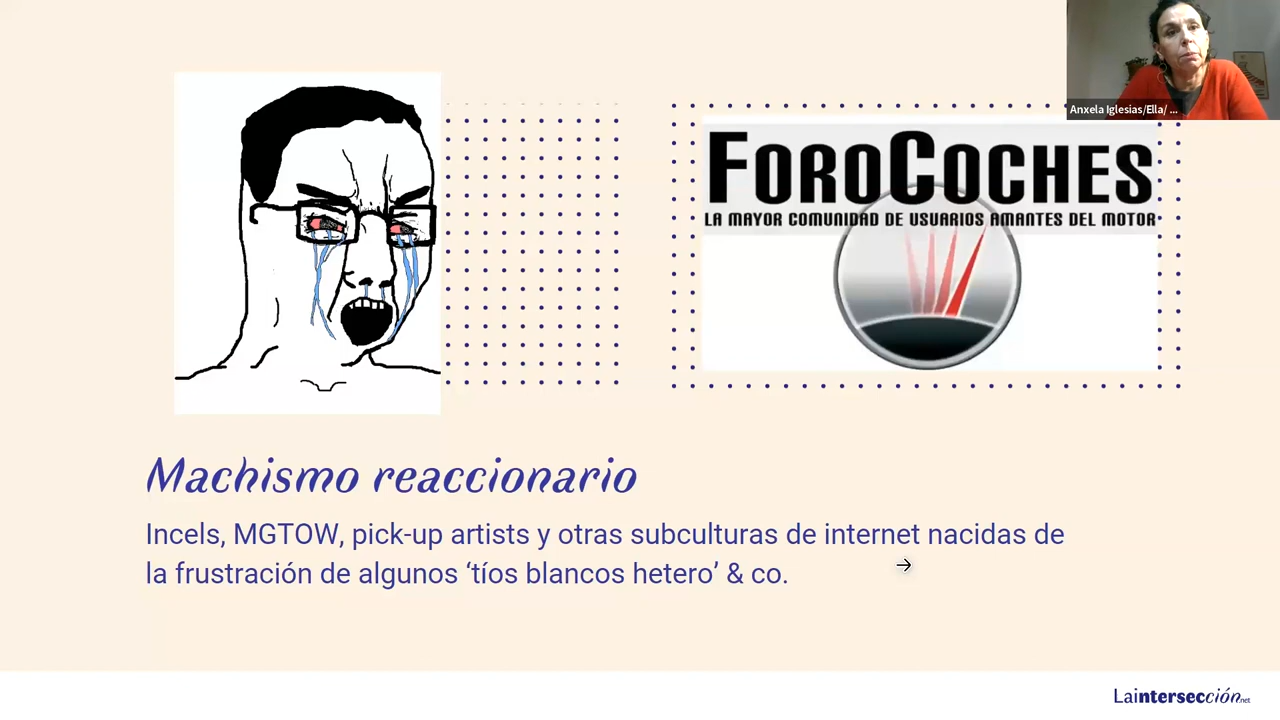 Anxela Iglesias/Ella/ ...
FOROCOCHES
LA MAYOR COMUNIDAD DE USUARIOS AMANTES DEL MOTOR
Machismo reaccionario
Incels, MGTOW, pick-up artists y otras subculturas de internet nacidas de
la frustración de algunos ‘tíos blancos hetero’ & co.
Laintersección.net